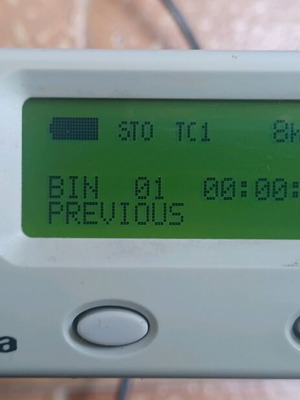 STO TC1 8k
BIN 01 00:00:
PREVIOUS
a